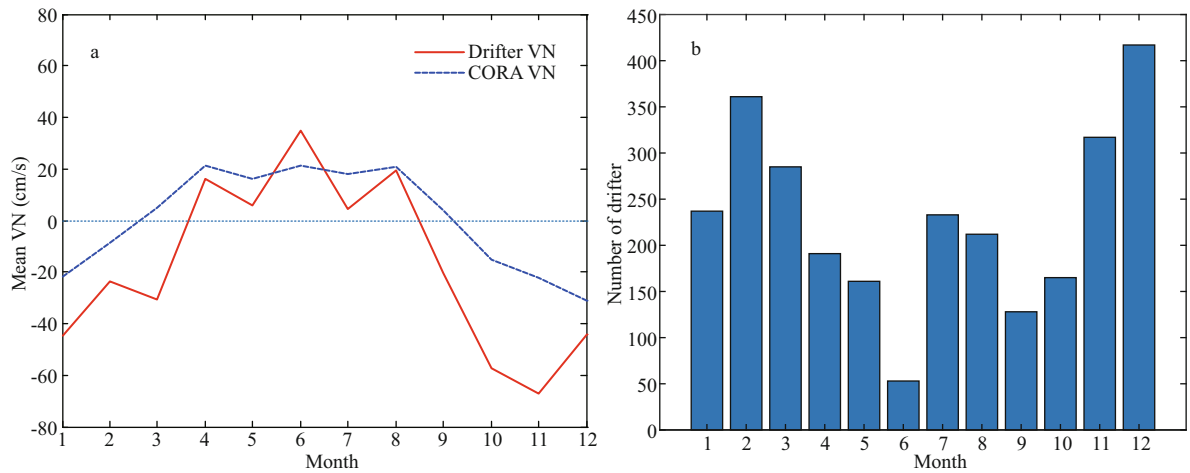 a
Drifter VN
CORA VN
80
60
40
20
0
-20
-40
-60
-80
Mean VN (cm/s)
1 2 3 4 5 6 7 8 9 10 11 12
Month
b
450
400
350
300
250
200
150
100
50
0
Number of drifter
1 2 3 4 5 6 7 8 9 10 11 12
Month